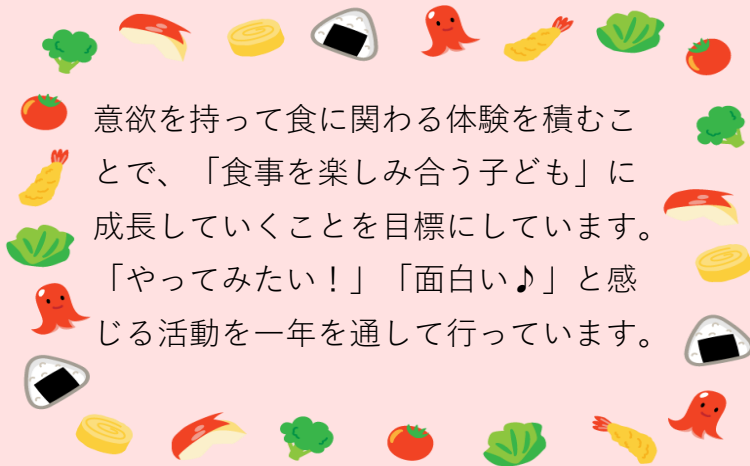 意欲を持って食に関わる体験を積むこ
とで、「食事を楽しみ合う子ども」に
成長していくことを目標にしています。
「やってみたい！」「面白い♪」と感
じる活動を一年を通して行っています。